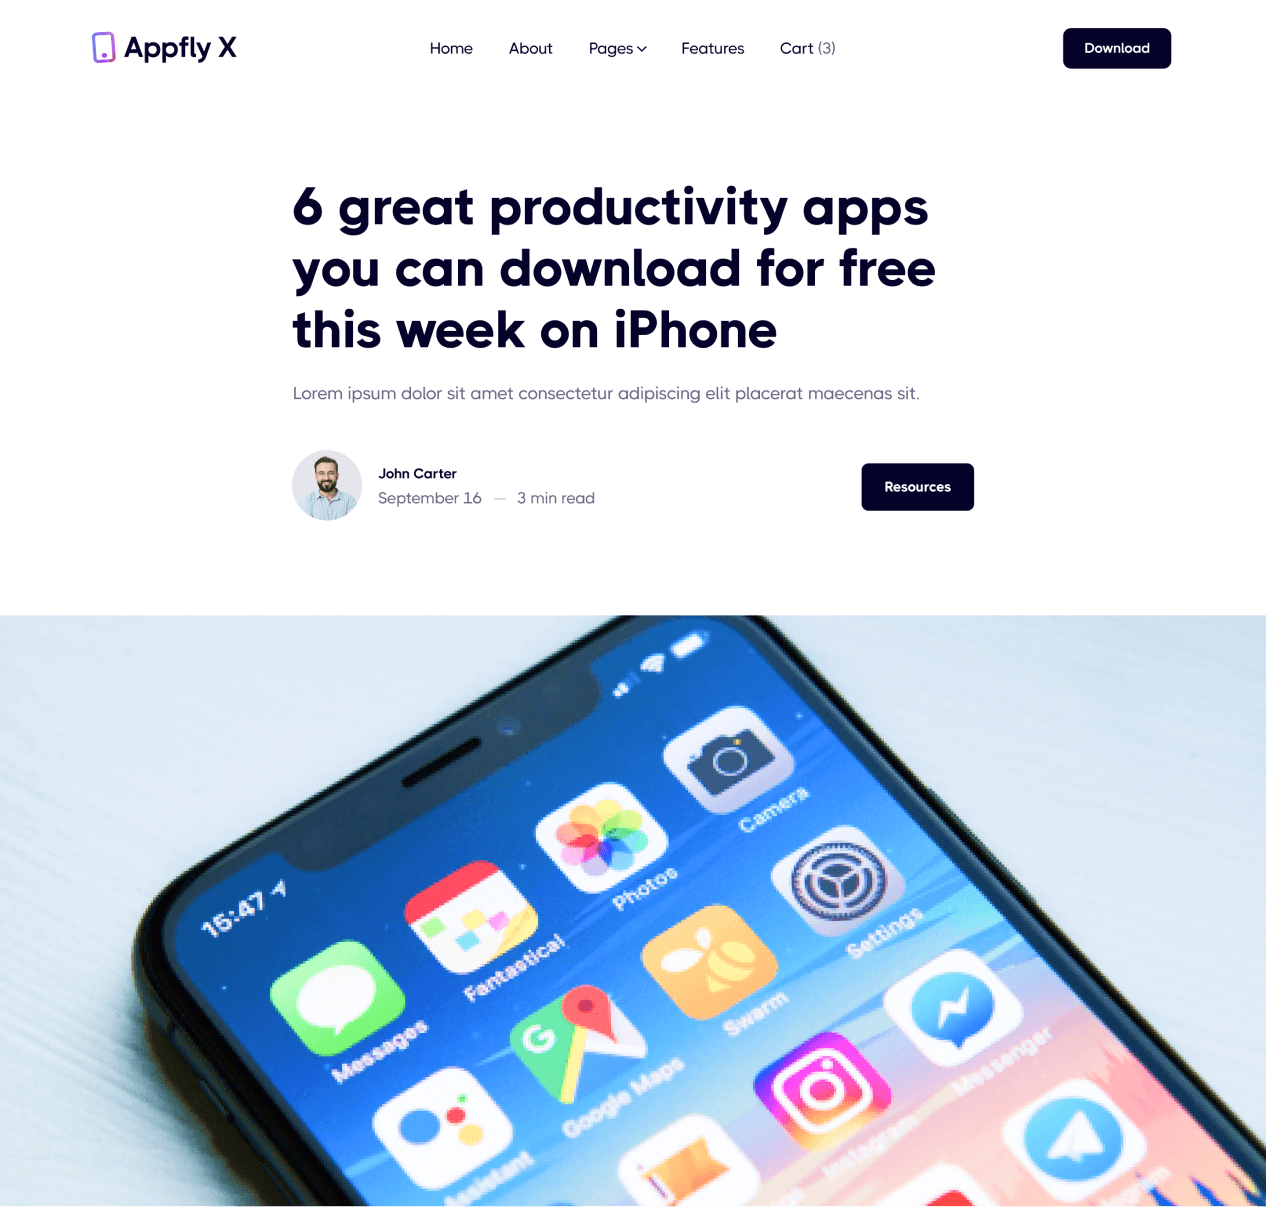 Appfly X
Home
About
Pages
Features
Cart (3)
Download
6 great productivity apps
you can download for free
this week on iPhone
Lorem ipsum dolor sit amet consectetur adipiscing elit placerat maecenas sit.
John Carter
September 16 — 3 min read
Resources
15:47
Camera
Photos
Settings
Fantastical
Swarm
Messenger
Messages
Google Maps
Instagram
Assistant